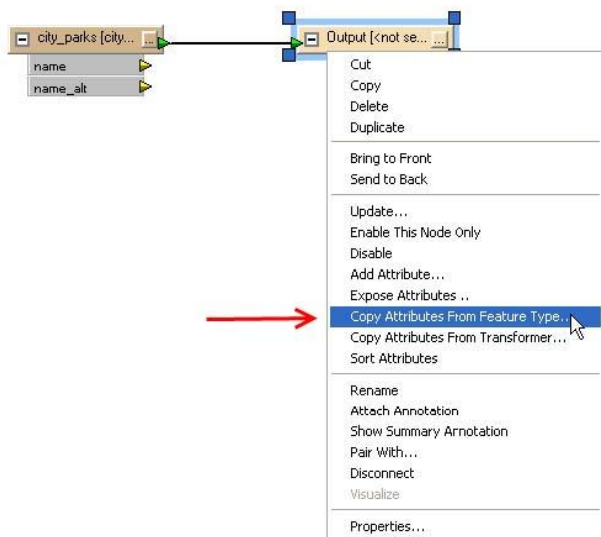 city_parks [city... ...
name
name_alt
Output [<not se... ...
Cut
Copy
Delete
Duplicate
Bring to Front
Send to Back
Update...
Enable This Node Only
Disable
Add Attribute...
Expose Attributes ..
Copy Attributes From Feature Type...
Copy Attributes From Transformer...
Sort Attributes
Rename
Attach Annotation
Show Summary Annotation
Pair With...
Disconnect
Visualize
Properties...